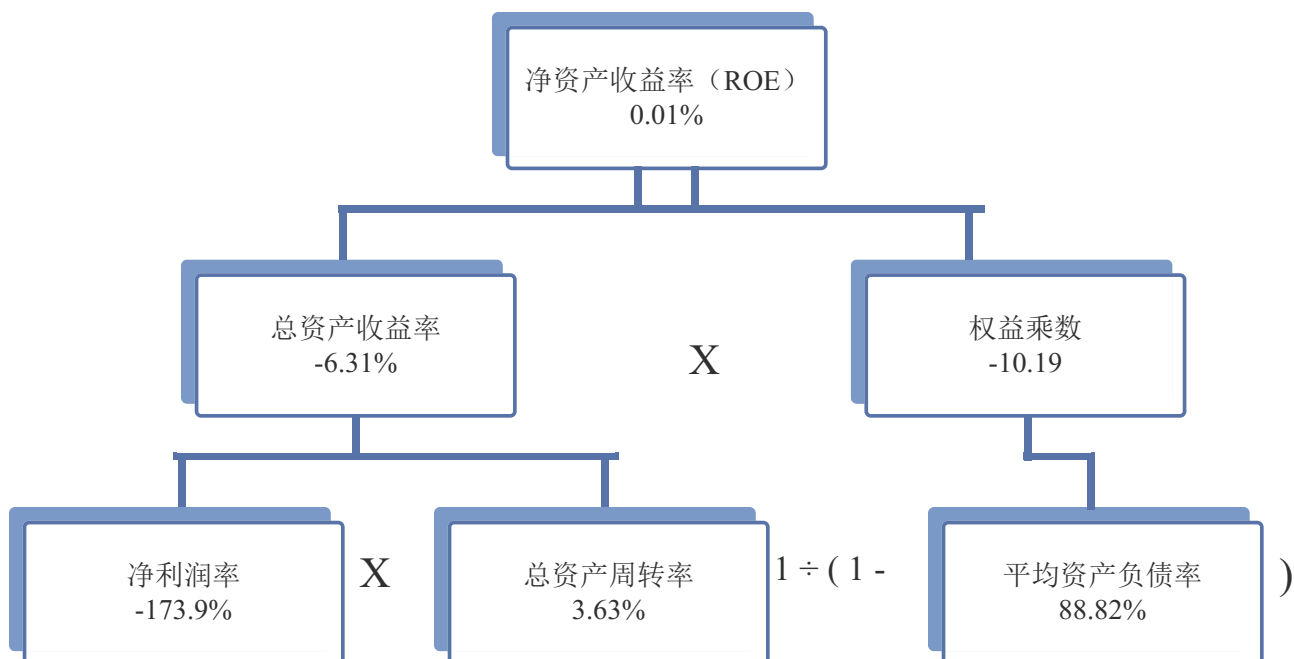 净资产收益率（ROE）
0.01%
总资产收益率
-6.31%
X
权益乘数
-10.19
净利润率
-173.9%
X
总资产周转率
3.63%
1 ÷ ( 1 -
平均资产负债率
88.82%
)